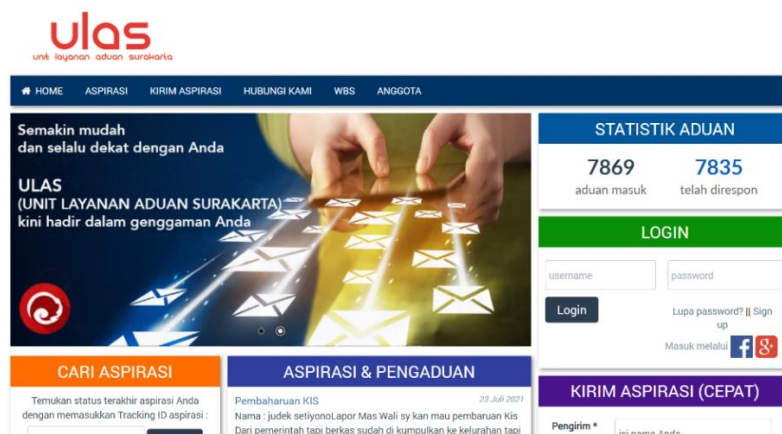 ulas
unit layanan aduan surakarta
HOME ASPIRASI KIRIM ASPIRASI HUBUNGI KAMI WBS ANGGOTA
Semakin mudah
dan selalu dekat dengan Anda
ULAS
(UNIT LAYANAN ADUAN SURAKARTA)
kini hadir dalam genggaman Anda
STATISTIK ADUAN
7869 7835
aduan masuk telah direspon
LOGIN
username password
Login
Lupa password? || Sign
up
Masuk melalui f g+
CARI ASPIRASI
Temukan status terakhir aspirasi Anda
dengan memasukkan Tracking ID aspirasi :
ASPIRASI & PENGADUAN
Pembaharuan KIS 23 Juli 2021
Nama : judek setiyonoLapor Mas Wali sy kan mau pembaruan Kis
Dari pemerintah tapi berkas sudah di kumpulkan ke kelurahan tapi
KIRIM ASPIRASI (CEPAT)
Pengirim * isi nama Anda